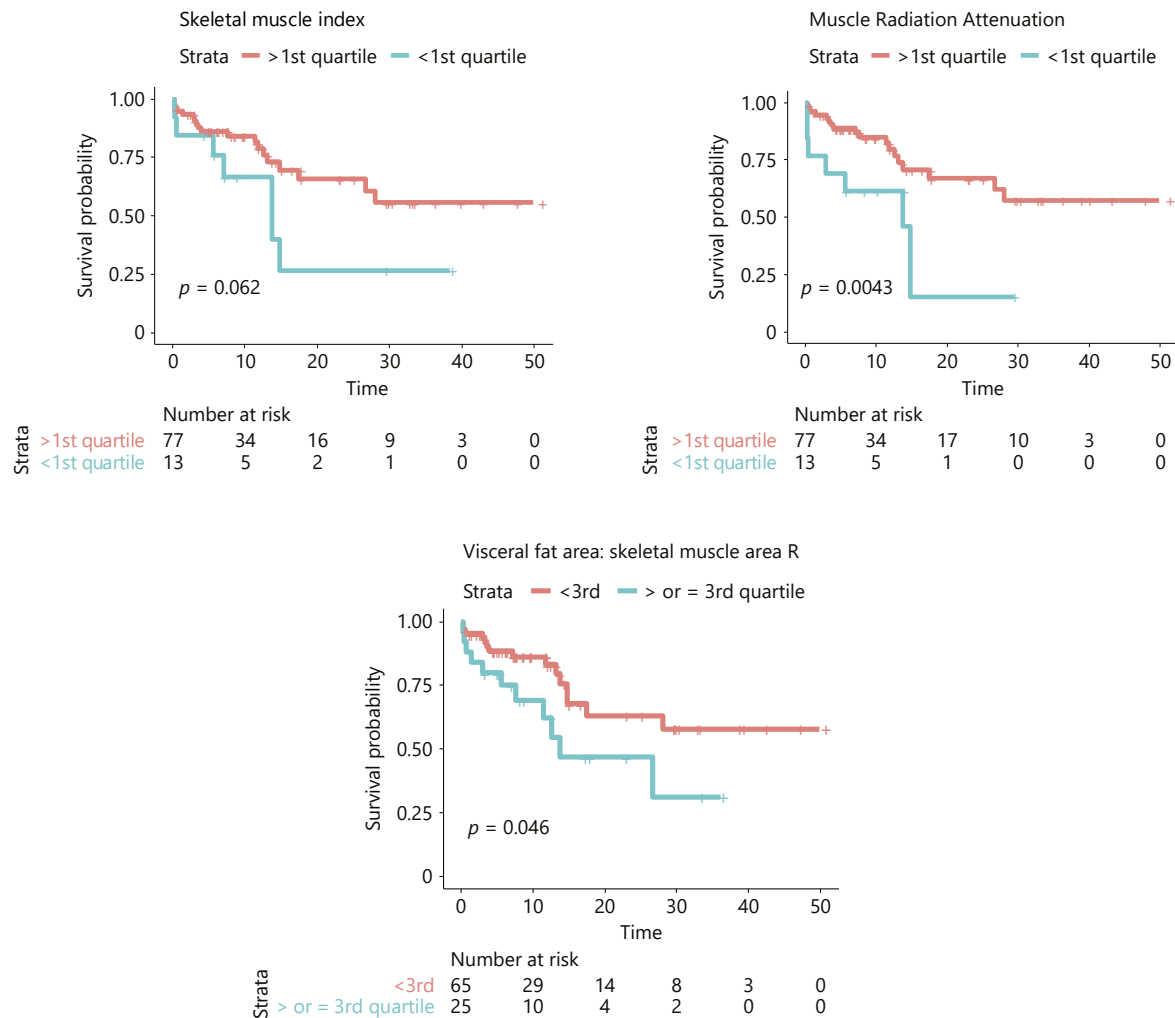 Skeletal muscle index
Strata >1st quartile <1st quartile
Survival probability
1.00
0.75
0.50
0.25
0
p = 0.062
0 10 20 30 40 50
Time
Number at risk
Strata
>1st quartile 77 34 16 9 3 0
<1st quartile 13 5 2 1 0 0
Muscle Radiation Attenuation
Strata >1st quartile <1st quartile
Survival probability
1.00
0.75
0.50
0.25
0
p = 0.0043
0 10 20 30 40 50
Time
Number at risk
Strata
>1st quartile 77 34 17 10 3 0
<1st quartile 13 5 1 0 0 0
Visceral fat area: skeletal muscle area R
Strata <3rd > or = 3rd quartile
Survival probability
1.00
0.75
0.50
0.25
0
p = 0.046
0 10 20 30 40 50
Time
Number at risk
Strata
<3rd 65 29 14 8 3 0
> or = 3rd quartile 25 10 4 2 0 0